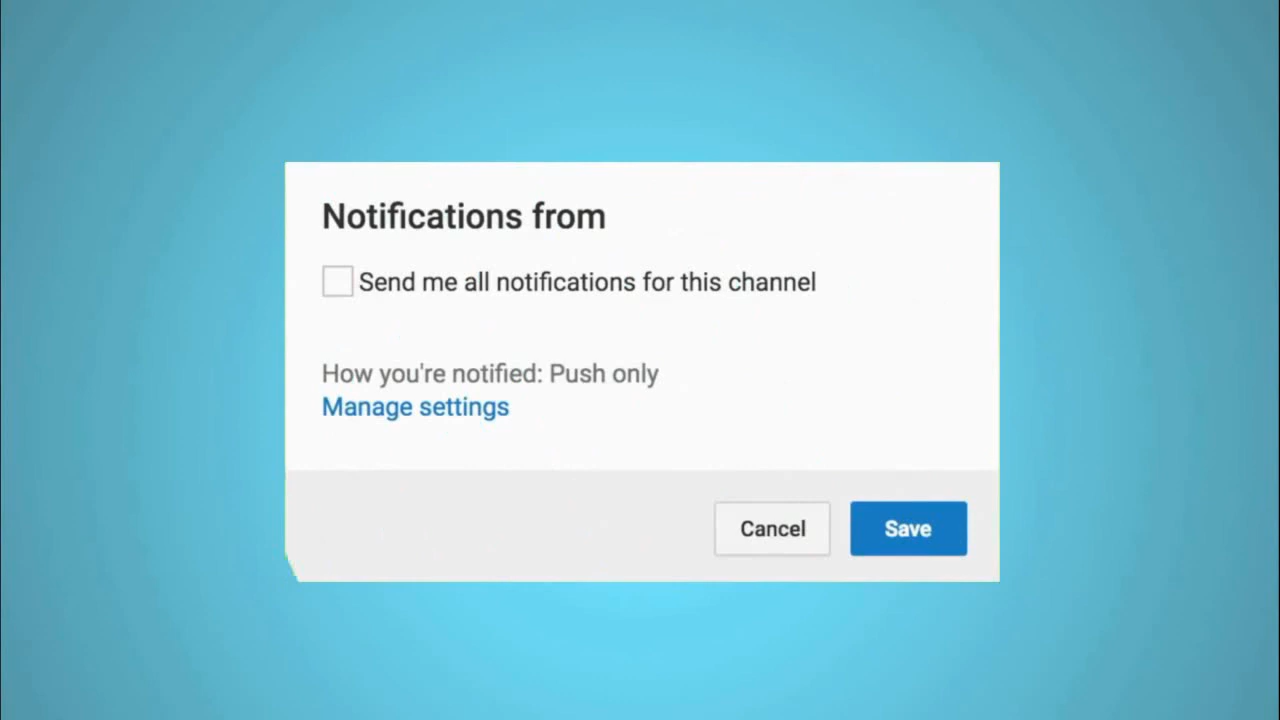 Notifications from
Send me all notifications for this channel
How you're notified: Push only
Manage settings
Cancel Save